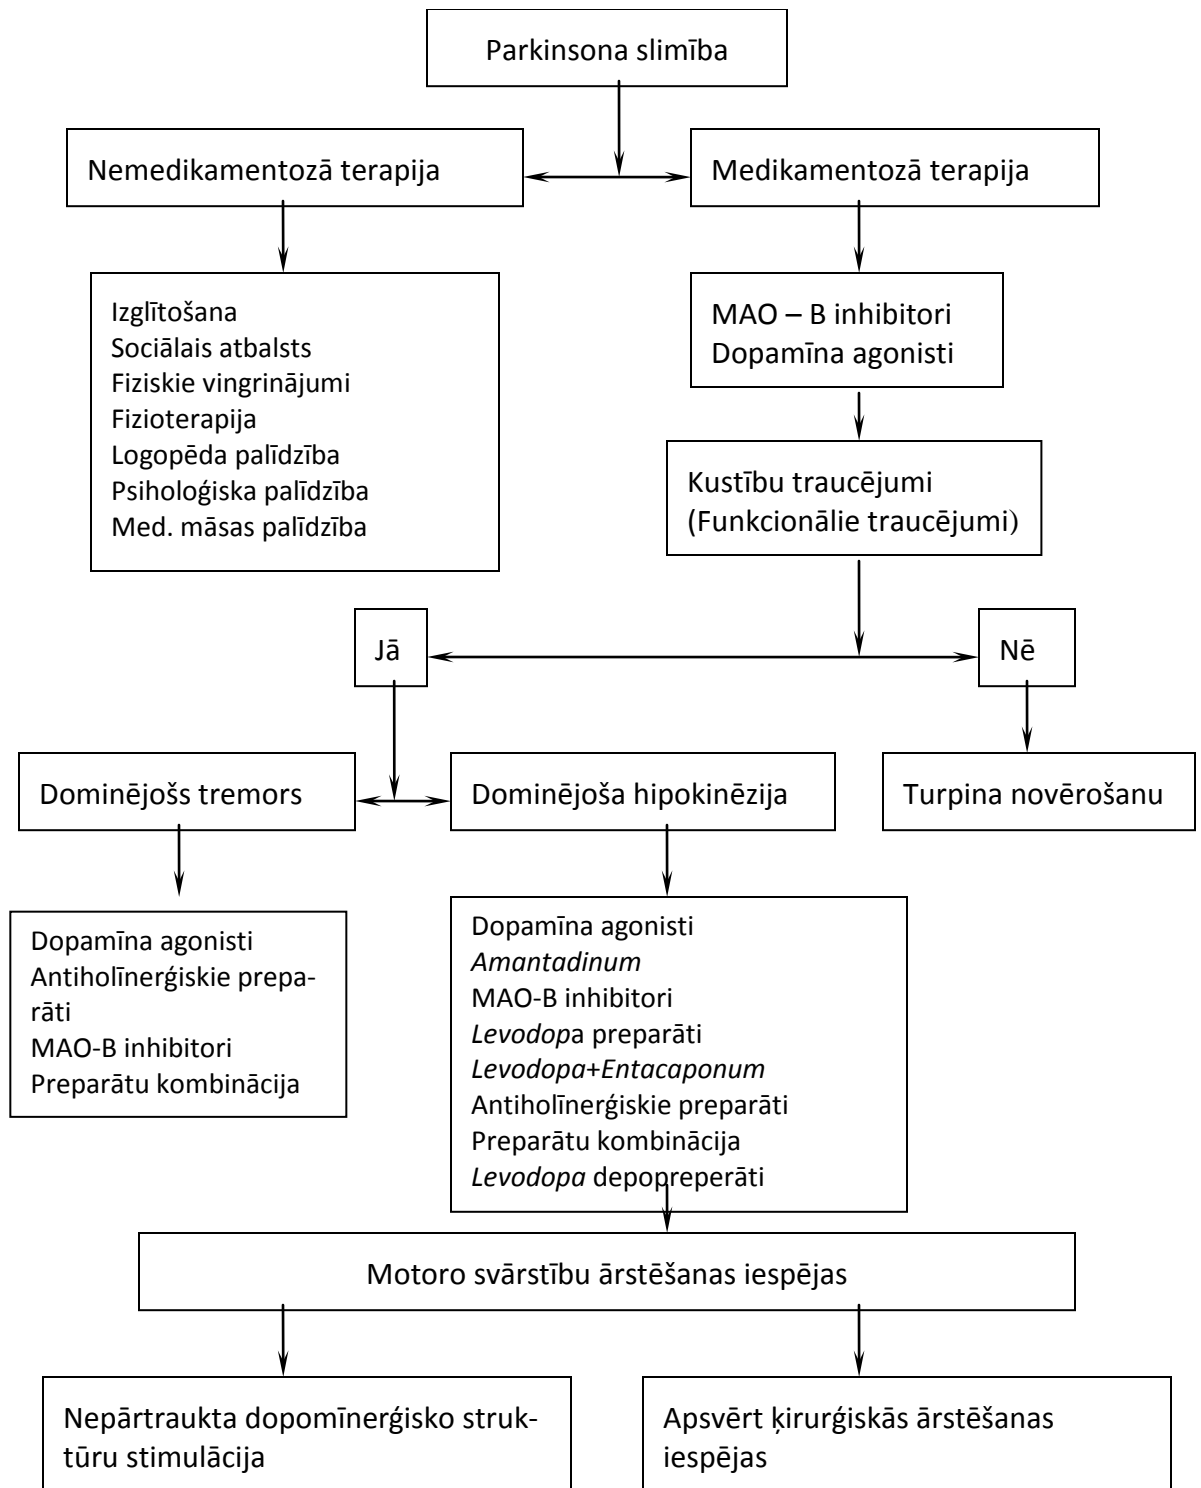 Parkinsona slimība
Nemedikamentozā terapija
Medikamentozā terapija
Izglītošana
Sociālais atbalsts
Fiziskie vingrinājumi
Fizioterapija
Logopēda palīdzība
Psiholoģiska palīdzība
Med. māsas palīdzība
MAO – B inhibitori
Dopamīna agonisti
Kustību traucējumi
(Funkcionālie traucējumi)
Jā
Nē
Dominējošs tremors
Dominējoša hipokinēzija
Turpina novērošanu
Dopamīna agonisti
Antiholīnerģiskie prepa-
rāti
MAO-B inhibitori
Preparātu kombinācija
Dopamīna agonisti
Amantadinum
MAO-B inhibitori
Levodopa preparāti
Levodopa+Entacaponum
Antiholīnerģiskie preparāti
Preparātu kombinācija
Levodopa depopreperāti
Motoro svārstību ārstēšanas iespējas
Nepārtraukta dopomīnerģisko struk-
tūru stimulācija
Apsvērt ķirurģiskās ārstēšanas
iespējas